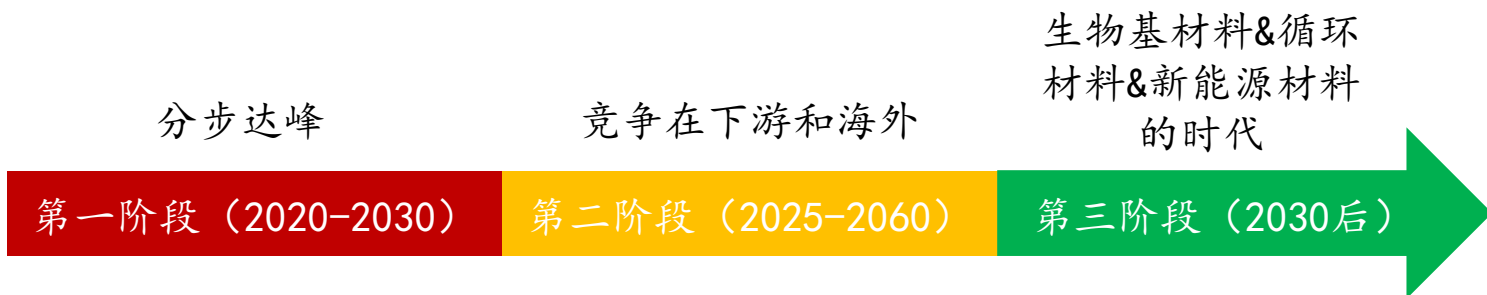 生物基材料&循环
材料&新能源材料
的时代
分步达峰
竞争在下游和海外
第一阶段（2020-2030）
第二阶段（2025-2060）
第三阶段（2030后）